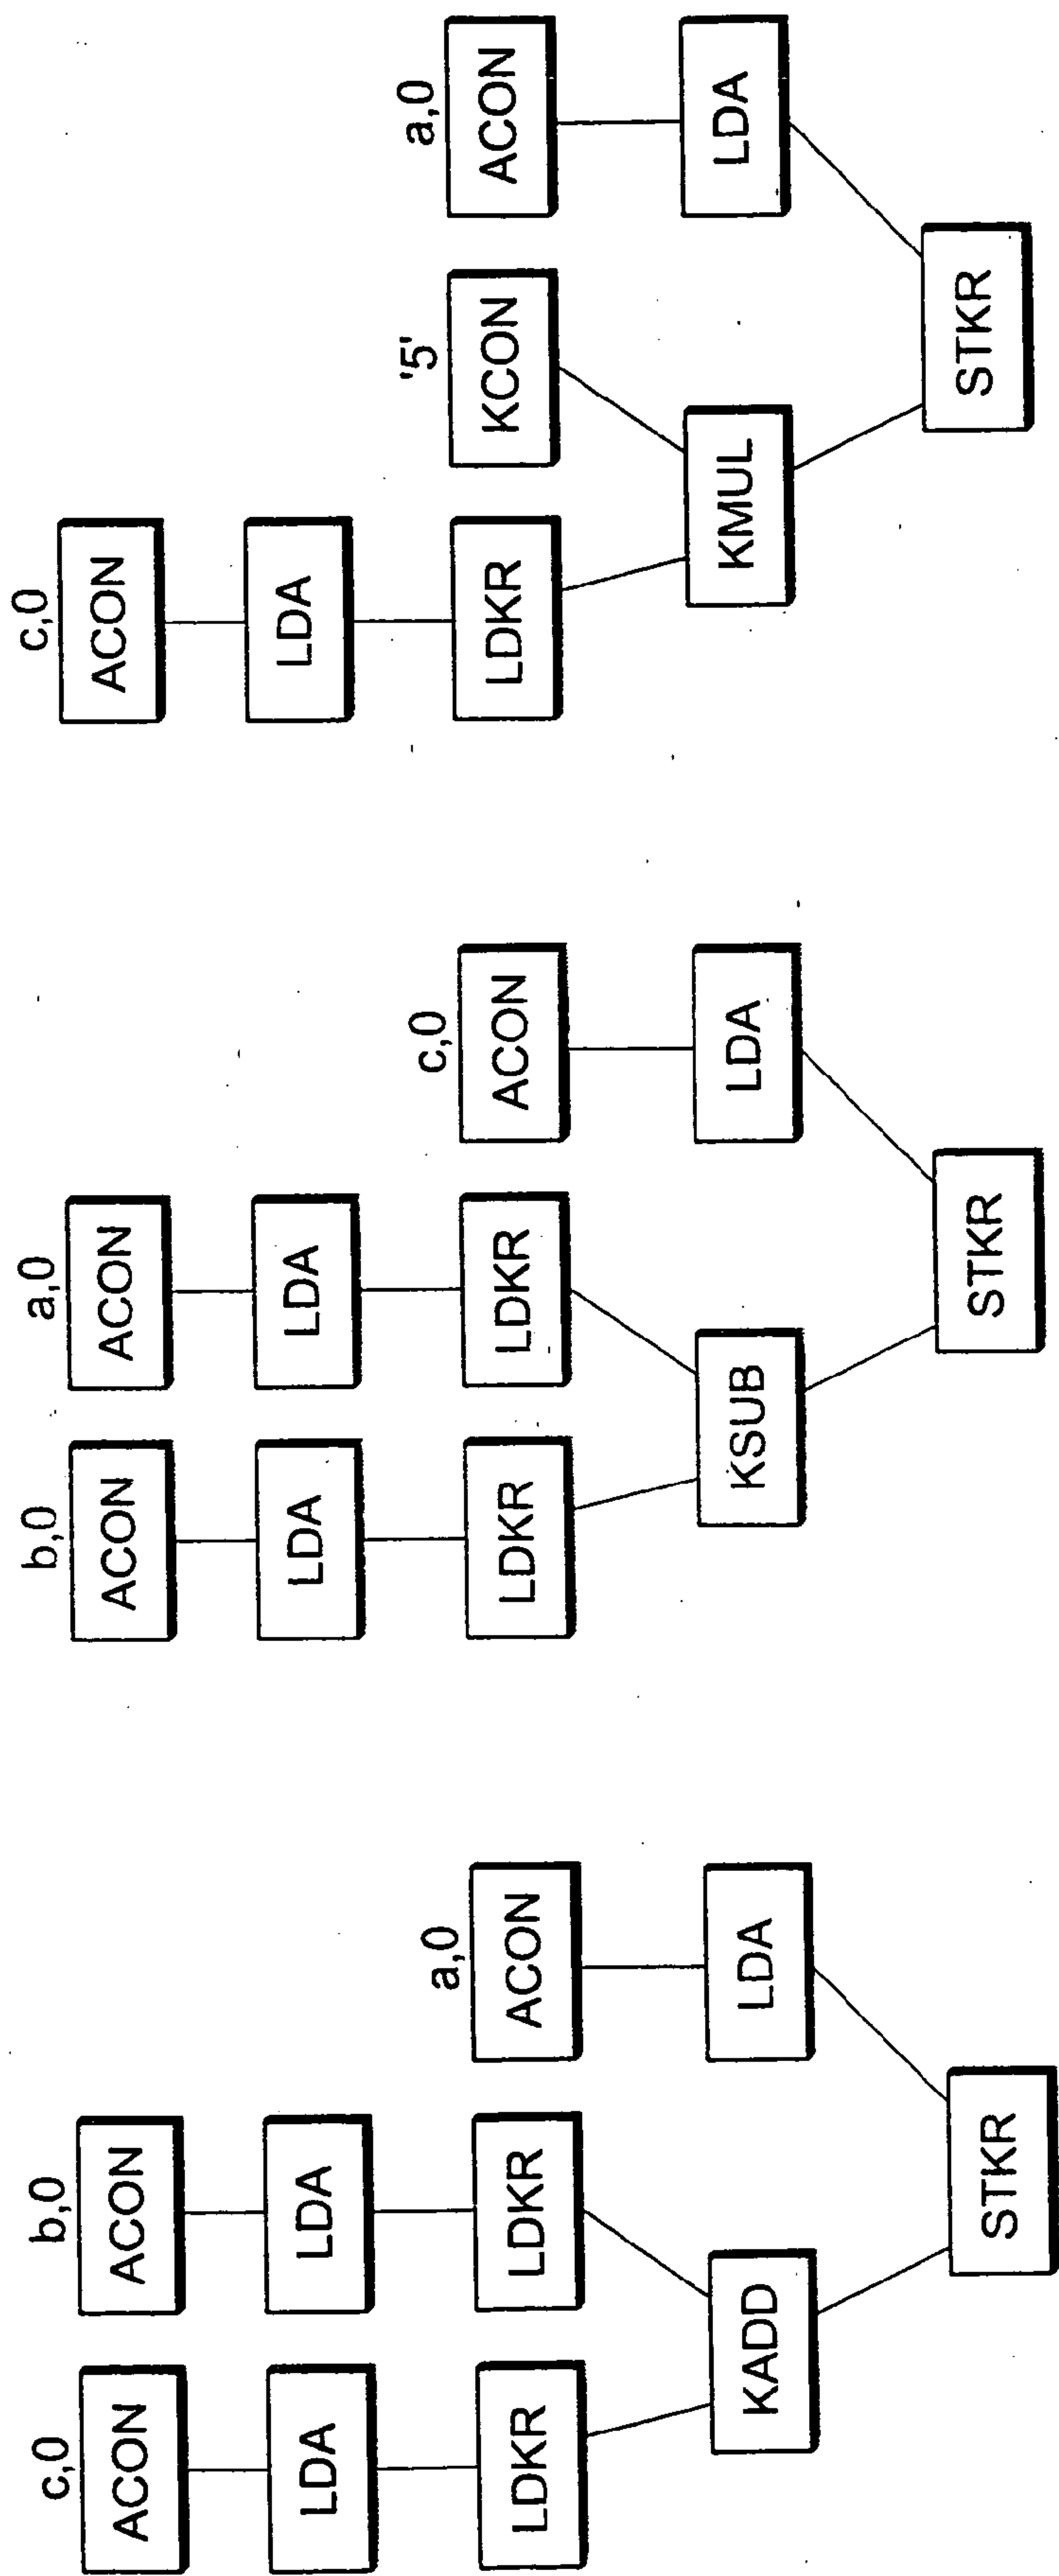 c,0 b,0
ACON ACON
LDA LDA
a,0
LDKR LDKR ACON
KADD LDA
STKR
b,0 a,0
ACON ACON
LDA LDA
c,0
LDKR LDKR ACON
KSUB LDA
STKR
c,0
ACON
LDA
'5' a,0
LDKR KCON ACON
KMUL LDA
STKR